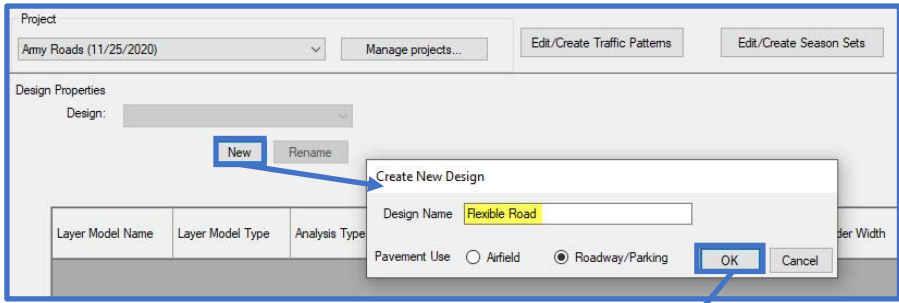 Project
Army Roads (11/25/2020)
Manage projects...
Edit/Create Traffic Patterns
Edit/Create Season Sets
Design Properties
Design:
New
Rename
Create New Design
Design Name
Flexible Road
Layer Model Name
Layer Model Type
Analysis Type
Width
Pavement Use
Airfield
Roadway/Parking
OK
Cancel